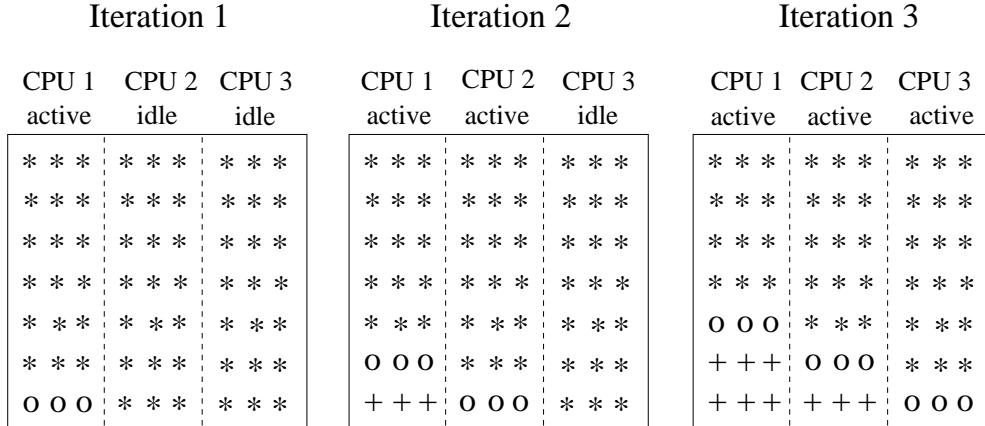 Iteration 1 Iteration 2 Iteration 3
CPU 1 CPU 2 CPU 3 CPU 1 CPU 2 CPU 3 CPU 1 CPU 2 CPU 3
active idle idle active active idle active active active
* * * * * * * * * * * * * * * * * * * * * * * * * * *
* * * * * * * * * * * * * * * * * * * * * * * * * * *
* * * * * * * * * * * * * * * * * * * * * * * * * * *
* * * * * * * * * * * * * * * * * * * * * * * * * * *
* * * * * * * * * * * * * * * * * * o o o * * * * * *
* * * * * * * * * o o o * * * * * * + + + o o o * * *
o o o * * * * * * + + + o o o * * * + + + + + + o o o